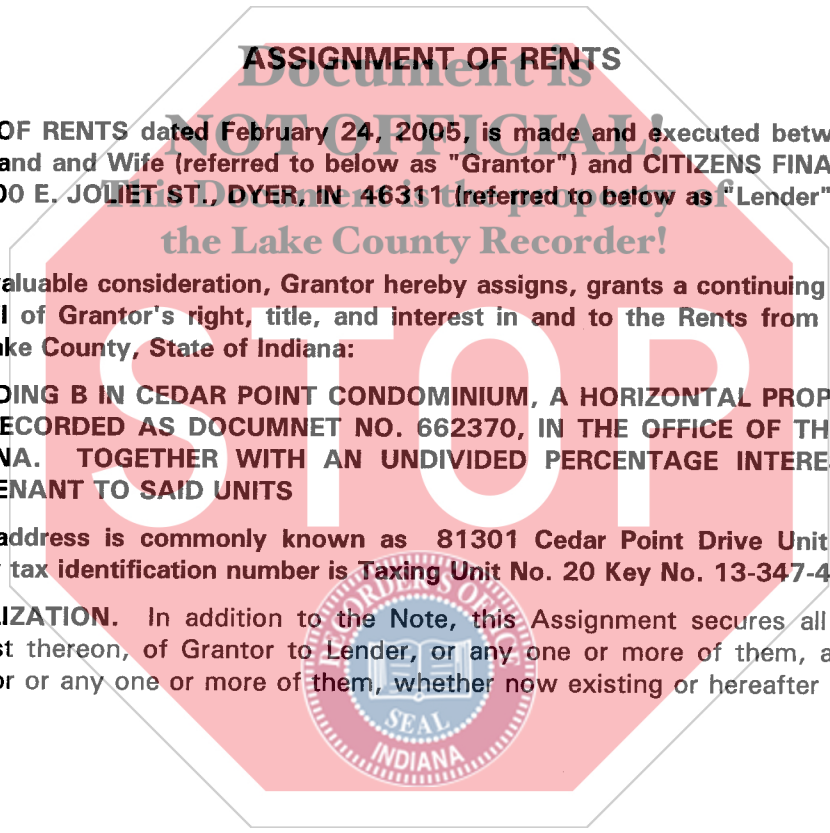 ASSIGNMENT OF RENTS
Document is
NOT OFFICIAL!
This Document is the property of
the Lake County Recorder!
STOP
OF RENTS dated February 24, 2005, is made and executed betw
and and Wife (referred to below as "Grantor") and CITIZENS FINA
00 E. JOLIET ST., DYER, IN 46311 (referred to below as "Lender"
aluable consideration, Grantor hereby assigns, grants a continuing
l of Grantor's right, title, and interest in and to the Rents from
ke County, State of Indiana:
DING B IN CEDAR POINT CONDOMINIUM, A HORIZONTAL PROP
ECORDED AS DOCUMNET NO. 662370, IN THE OFFICE OF TH
NA. TOGETHER WITH AN UNDIVIDED PERCENTAGE INTERE
ENANT TO SAID UNITS
address is commonly known as 81301 Cedar Point Drive Unit
tax identification number is Taxing Unit No. 20 Key No. 13-347-4
LIZATION. In addition to the Note, this Assignment secures all
st thereon, of Grantor to Lender, or any one or more of them, a
or or any one or more of them, whether now existing or hereafter
RECORDER'S OFFICE
SEAL
INDIANA